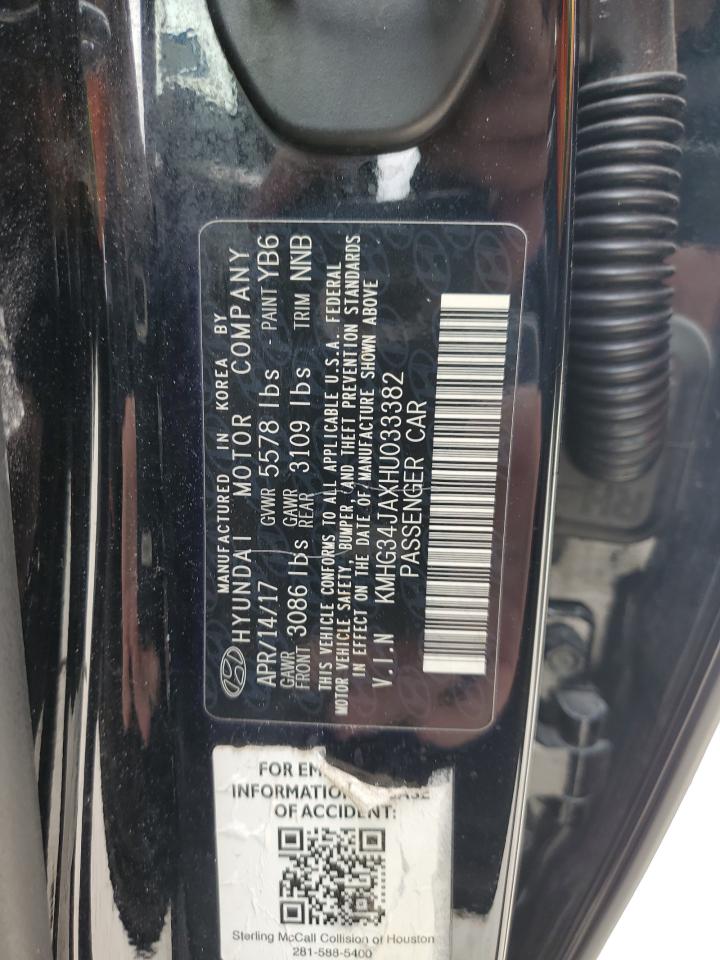 MANUFACTURED IN KOREA BY
HYUNDAI MOTOR COMPANY
APR/14/17 GVWR 5578 lbs - PAINT YB6
GAWR FRONT 3086 lbs GAWR REAR 3109 lbs TRIM NNB
THIS VEHICLE CONFORMS TO ALL APPLICABLE U.S.A. FEDERAL
MOTOR VEHICLE SAFETY, BUMPER, AND THEFT PREVENTION STANDARDS
IN EFFECT ON THE DATE OF MANUFACTURE SHOWN ABOVE
V.I.N KMHG34JAXHU033382
PASSENGER CAR
FOR EM
INFORMATION
OF ACCIDENT:
Sterling McCall Collision of Houston
281-588-5400